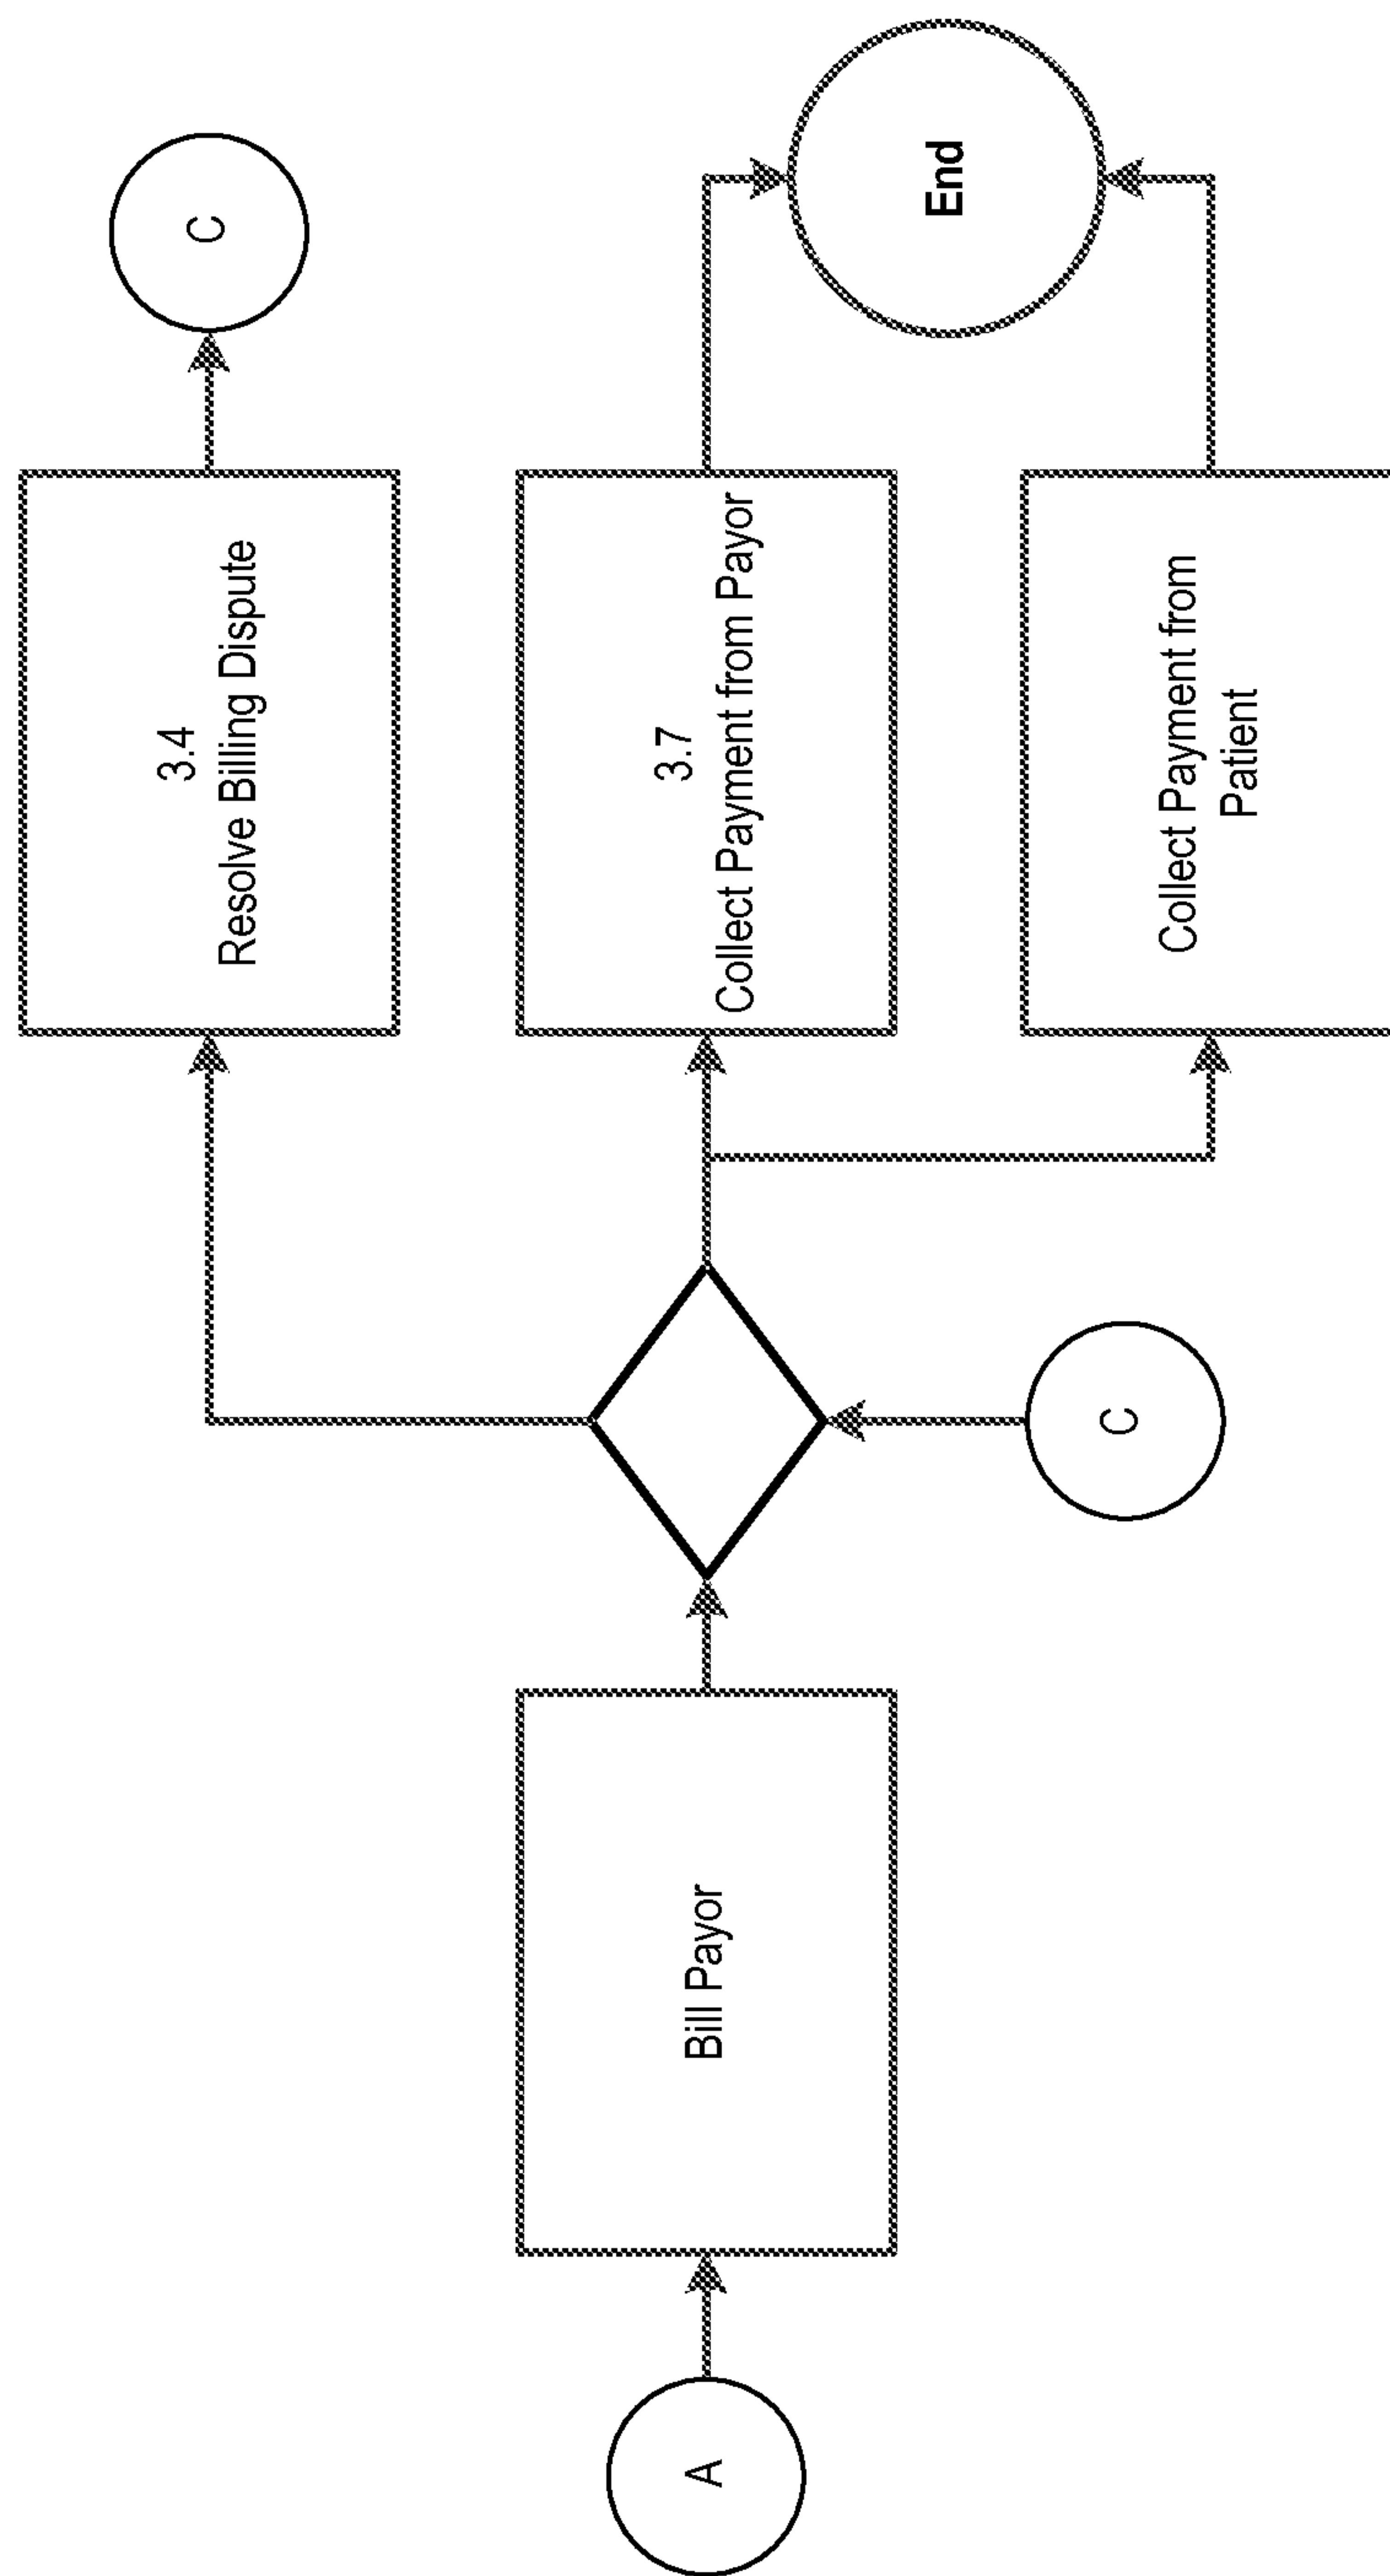 A
Bill Payor
C
3.4
Resolve Billing Dispute
C
3.7
Collect Payment from Payor
Collect Payment from
Patient
End